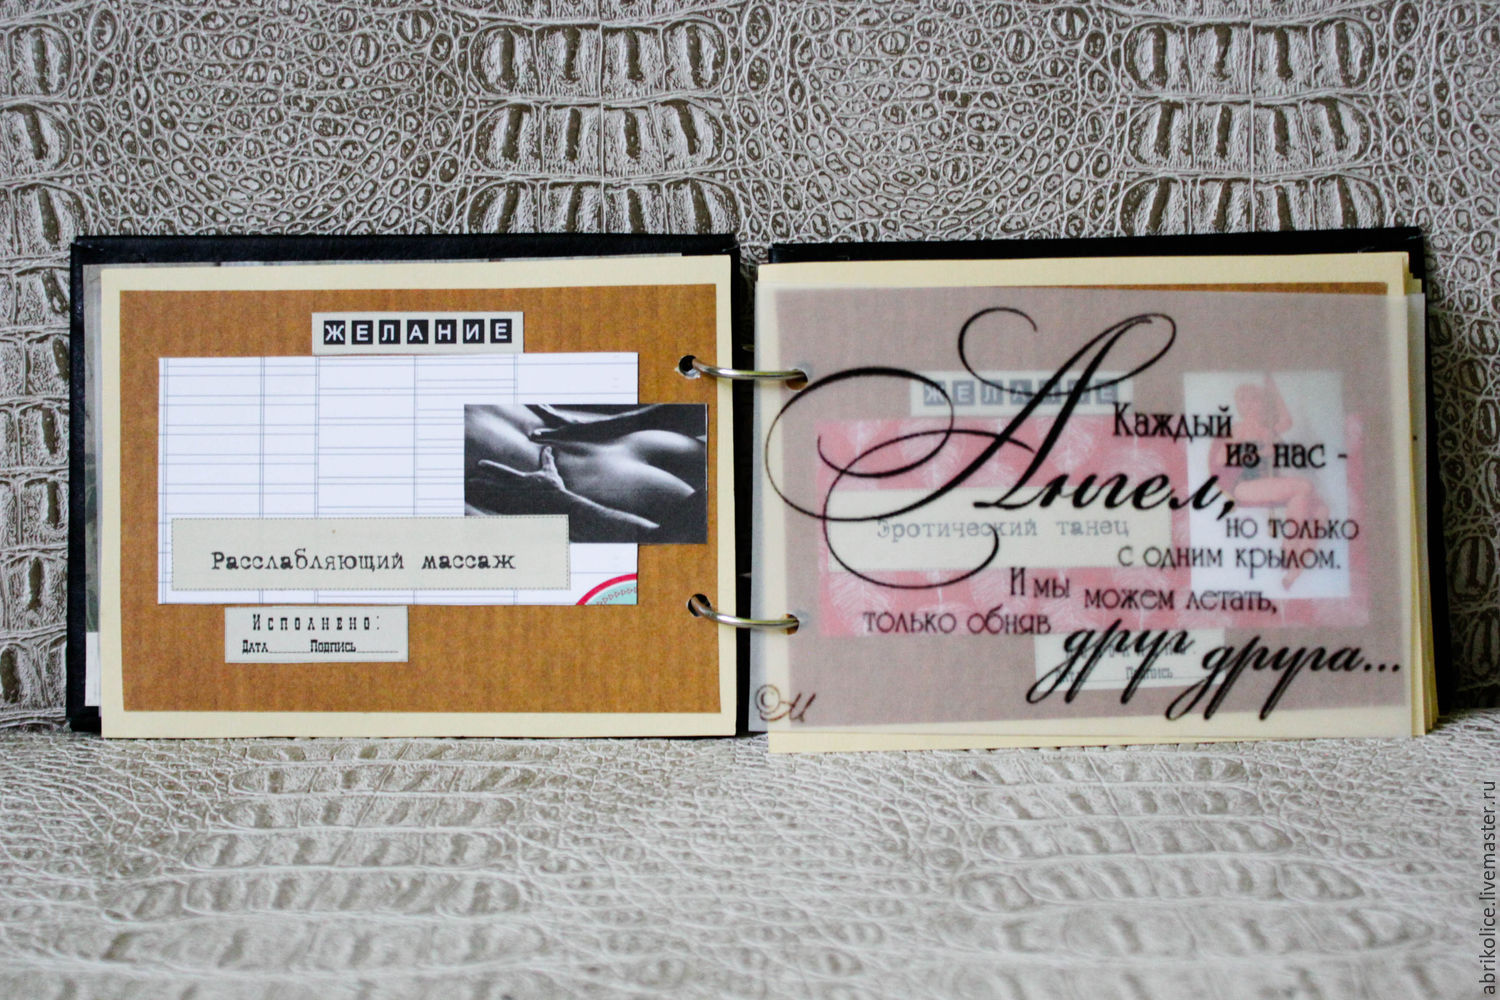 ЖЕЛАНИЕ
Расслабляющий массаж
Исполнено:
Дата Подпись
ЖЕЛАНИЕ
Эротический танец
Каждый
из нас -
Ангел,
но только
с одним крылом.
И мы можем летать,
только обняв
друг друга...
Подпись
©М
abrikolice.livemaster.ru